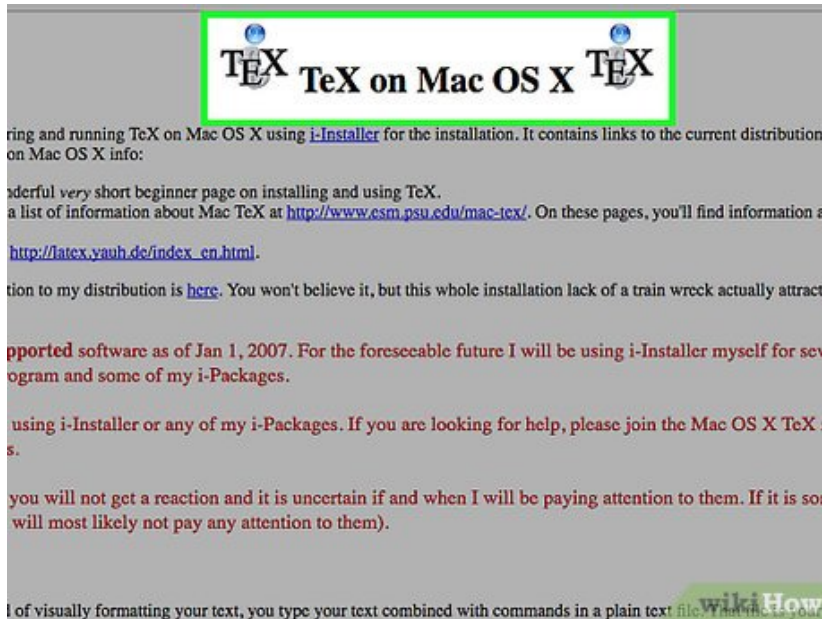 TEX TeX on Mac OS X TEX
ring and running TeX on Mac OS X using i-Installer for the installation. It contains links to the current distribution
on Mac OS X info:
nderful very short beginner page on installing and using TeX.
a list of information about Mac TeX at http://www.esm.psu.edu/mac-tex/. On these pages, you'll find information a
http://latex.yauh.de/index_en.html.
tion to my distribution is here. You won't believe it, but this whole installation lack of a train wreck actually attract
pported software as of Jan 1, 2007. For the foreseeable future I will be using i-Installer myself for sev
rogram and some of my i-Packages.
using i-Installer or any of my i-Packages. If you are looking for help, please join the Mac OS X TeX
s.
you will not get a reaction and it is uncertain if and when I will be paying attention to them. If it is so
will most likely not pay any attention to them).
l of visually formatting your text, you type your text combined with commands in a plain text file.
wikiHow